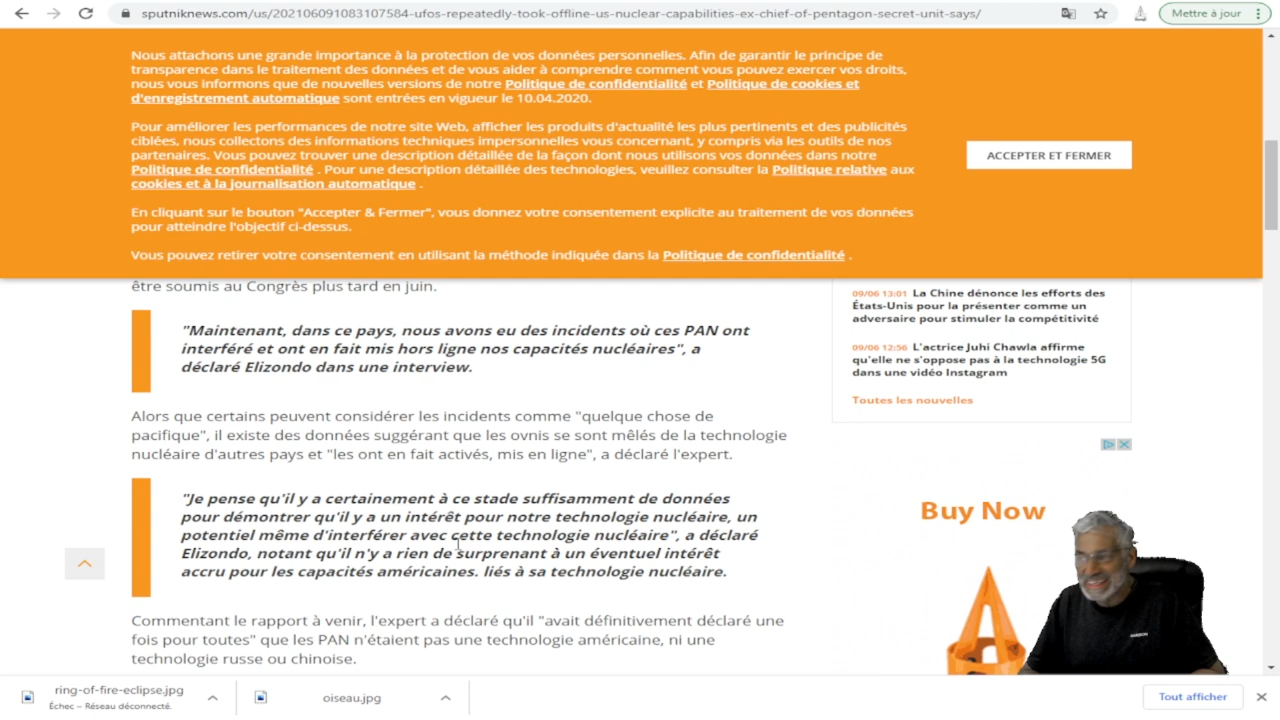 sputniknews.com/us/202106091083107584-ufos-repeatedly-took-offline-us-nuclear-capabilities-ex-chief-of-pentagon-secret-unit-says/
Mettre à jour
Nous attachons une grande importance à la protection de vos données personnelles. Afin de garantir le principe de
transparence dans le traitement des données et de vous aider à comprendre comment vous pouvez exercer vos droits,
nous vous informons que de nouvelles versions de notre Politique de confidentialité et Politique de cookies et
d'enregistrement automatique sont entrées en vigueur le 10.04.2020.
Pour améliorer les performances de notre site Web, afficher les produits d'actualité les plus pertinents et des publicités
ciblées, nous collectons des informations techniques impersonnelles vous concernant, y compris via les outils de nos
partenaires. Vous pouvez trouver une description détaillée de la façon dont nous utilisons vos données dans notre
Politique de confidentialité . Pour une description détaillée des technologies, veuillez consulter la Politique relative aux
cookies et à la journalisation automatique .
En cliquant sur le bouton "Accepter & Fermer", vous donnez votre consentement explicite au traitement de vos données
pour atteindre l'objectif ci-dessus.
Vous pouvez retirer votre consentement en utilisant la méthode indiquée dans la Politique de confidentialité .
ACCEPTER ET FERMER
être soumis au Congrès plus tard en juin.
"Maintenant, dans ce pays, nous avons eu des incidents où ces PAN ont
interféré et ont en fait mis hors ligne nos capacités nucléaires", a
déclaré Elizondo dans une interview.
Alors que certains peuvent considérer les incidents comme "quelque chose de
pacifique", il existe des données suggérant que les ovnis se sont mêlés de la technologie
nucléaire d'autres pays et "les ont en fait activés, mis en ligne", a déclaré l'expert.
"Je pense qu'il y a certainement à ce stade suffisamment de données
pour démontrer qu'il y a un intérêt pour notre technologie nucléaire, un
potentiel même d'interférer avec cette technologie nucléaire", a déclaré
Elizondo, notant qu'il n'y a rien de surprenant à un éventuel intérêt
accru pour les capacités américaines. liés à sa technologie nucléaire.
Commentant le rapport à venir, l'expert a déclaré qu'il "avait définitivement déclaré une
fois pour toutes" que les PAN n'étaient pas une technologie américaine, ni une
technologie russe ou chinoise.
09/06 13:01 La Chine dénonce les efforts des
États-Unis pour la présenter comme un
adversaire pour stimuler la compétitivité
09/06 12:56 L'actrice Juhi Chawla affirme
qu'elle ne s'oppose pas à la technologie 5G
dans une vidéo Instagram
Toutes les nouvelles
Buy Now
ring-of-fire-eclipse.jpg
Échec – Réseau déconnecté.
oiseau.jpg
Tout afficher